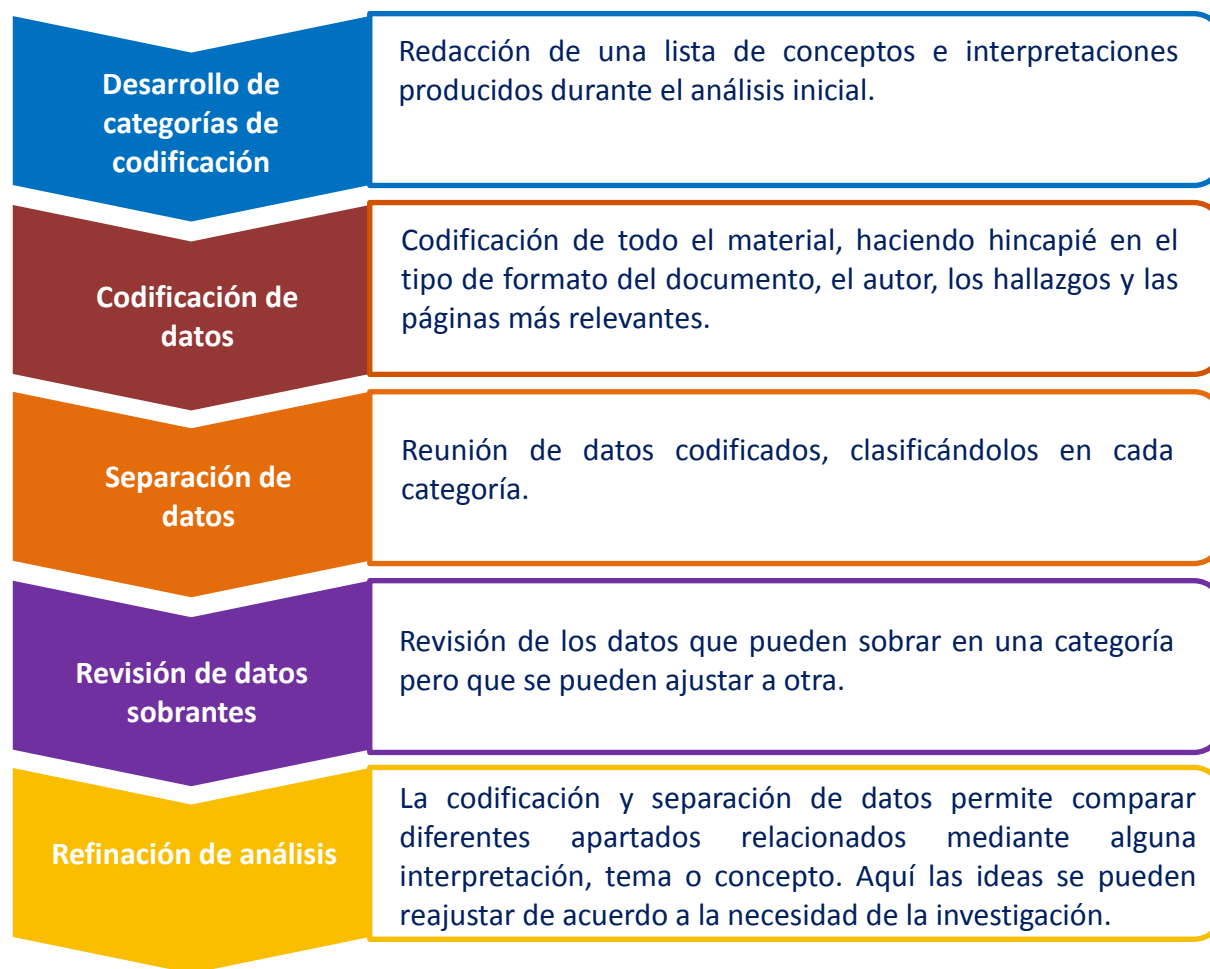 Desarrollo de
categorías de
codificación
Redacción de una lista de conceptos e interpretaciones
producidos durante el análisis inicial.
Codificación de
datos
Codificación de todo el material, haciendo hincapié en el
tipo de formato del documento, el autor, los hallazgos y las
páginas más relevantes.
Separación de
datos
Reunión de datos codificados, clasificándolos en cada
categoría.
Revisión de datos
sobrantes
Revisión de los datos que pueden sobrar en una categoría
pero que se pueden ajustar a otra.
Refinación de análisis
La codificación y separación de datos permite comparar
diferentes apartados relacionados mediante alguna
interpretación, tema o concepto. Aquí las ideas se pueden
reajustar de acuerdo a la necesidad de la investigación.